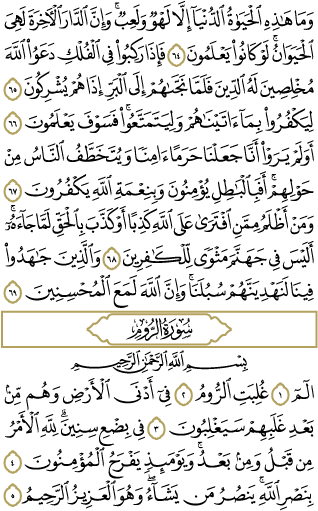 وَمَا هَٰذِهِ ٱلْحَيَوٰةُ ٱلدُّنْيَآ إِلَّا لَهْوٌ وَلَعِبٌ ۚ وَإِنَّ ٱلدَّارَ ٱلْءَاخِرَةَ لَهِىَ
ٱلْحَيَوَانُ ۚ لَوْ كَانُوا۟ يَعْلَمُونَ ٦٤ فَإِذَا رَكِبُوا۟ فِى ٱلْفُلْكِ دَعَوُا۟ ٱللَّهَ
مُخْلِصِينَ لَهُ ٱلدِّينَ فَلَمَّا نَجَّىٰهُمْ إِلَى ٱلْبَرِّ إِذَا هُمْ يُشْرِكُونَ ٦٥
لِيَكْفُرُوا۟ بِمَآ ءَاتَيْنَٰهُمْ وَلِيَتَمَتَّعُوا۟ ۖ فَسَوْفَ يَعْلَمُونَ ٦٦
أَوَلَمْ يَرَوْا۟ أَنَّا جَعَلْنَا حَرَمًا ءَامِنًا وَيُتَخَطَّفُ ٱلنَّاسُ مِنْ
حَوْلِهِمْ ۚ أَفَبِٱلْبَٰطِلِ يُؤْمِنُونَ وَبِنِعْمَةِ ٱللَّهِ يَكْفُرُونَ ٦٧
وَمَنْ أَظْلَمُ مِمَّنِ ٱفْتَرَىٰ عَلَى ٱللَّهِ كَذِبًا أَوْ كَذَّبَ بِٱلْحَقِّ لَمَّا جَآءَهُۥٓ ۚ
أَلَيْسَ فِى جَهَنَّمَ مَثْوًى لِّلْكَٰفِرِينَ ٦٨ وَٱلَّذِينَ جَٰهَدُوا۟
فِينَا لَنَهْدِيَنَّهُمْ سُبُلَنَا ۚ وَإِنَّ ٱللَّهَ لَمَعَ ٱلْمُحْسِنِينَ ٦٩
سُورَةُ الرُّومِ
بِسْمِ ٱللَّهِ ٱلرَّحْمَٰنِ ٱلرَّحِيمِ
الٓمٓ ١ غُلِبَتِ ٱلرُّومُ ٢ فِىٓ أَدْنَى ٱلْأَرْضِ وَهُم مِّنۢ
بَعْدِ غَلَبِهِمْ سَيَغْلِبُونَ ٣ فِى بِضْعِ سِنِينَ ۗ لِلَّهِ ٱلْأَمْرُ
مِن قَبْلُ وَمِنۢ بَعْدُ ۚ وَيَوْمَئِذٍ يَفْرَحُ ٱلْمُؤْمِنُونَ ٤
بِنَصْرِ ٱللَّهِ ۚ يَنصُرُ مَن يَشَآءُ ۖ وَهُوَ ٱلْعَزِيزُ ٱلرَّحِيمُ ٥